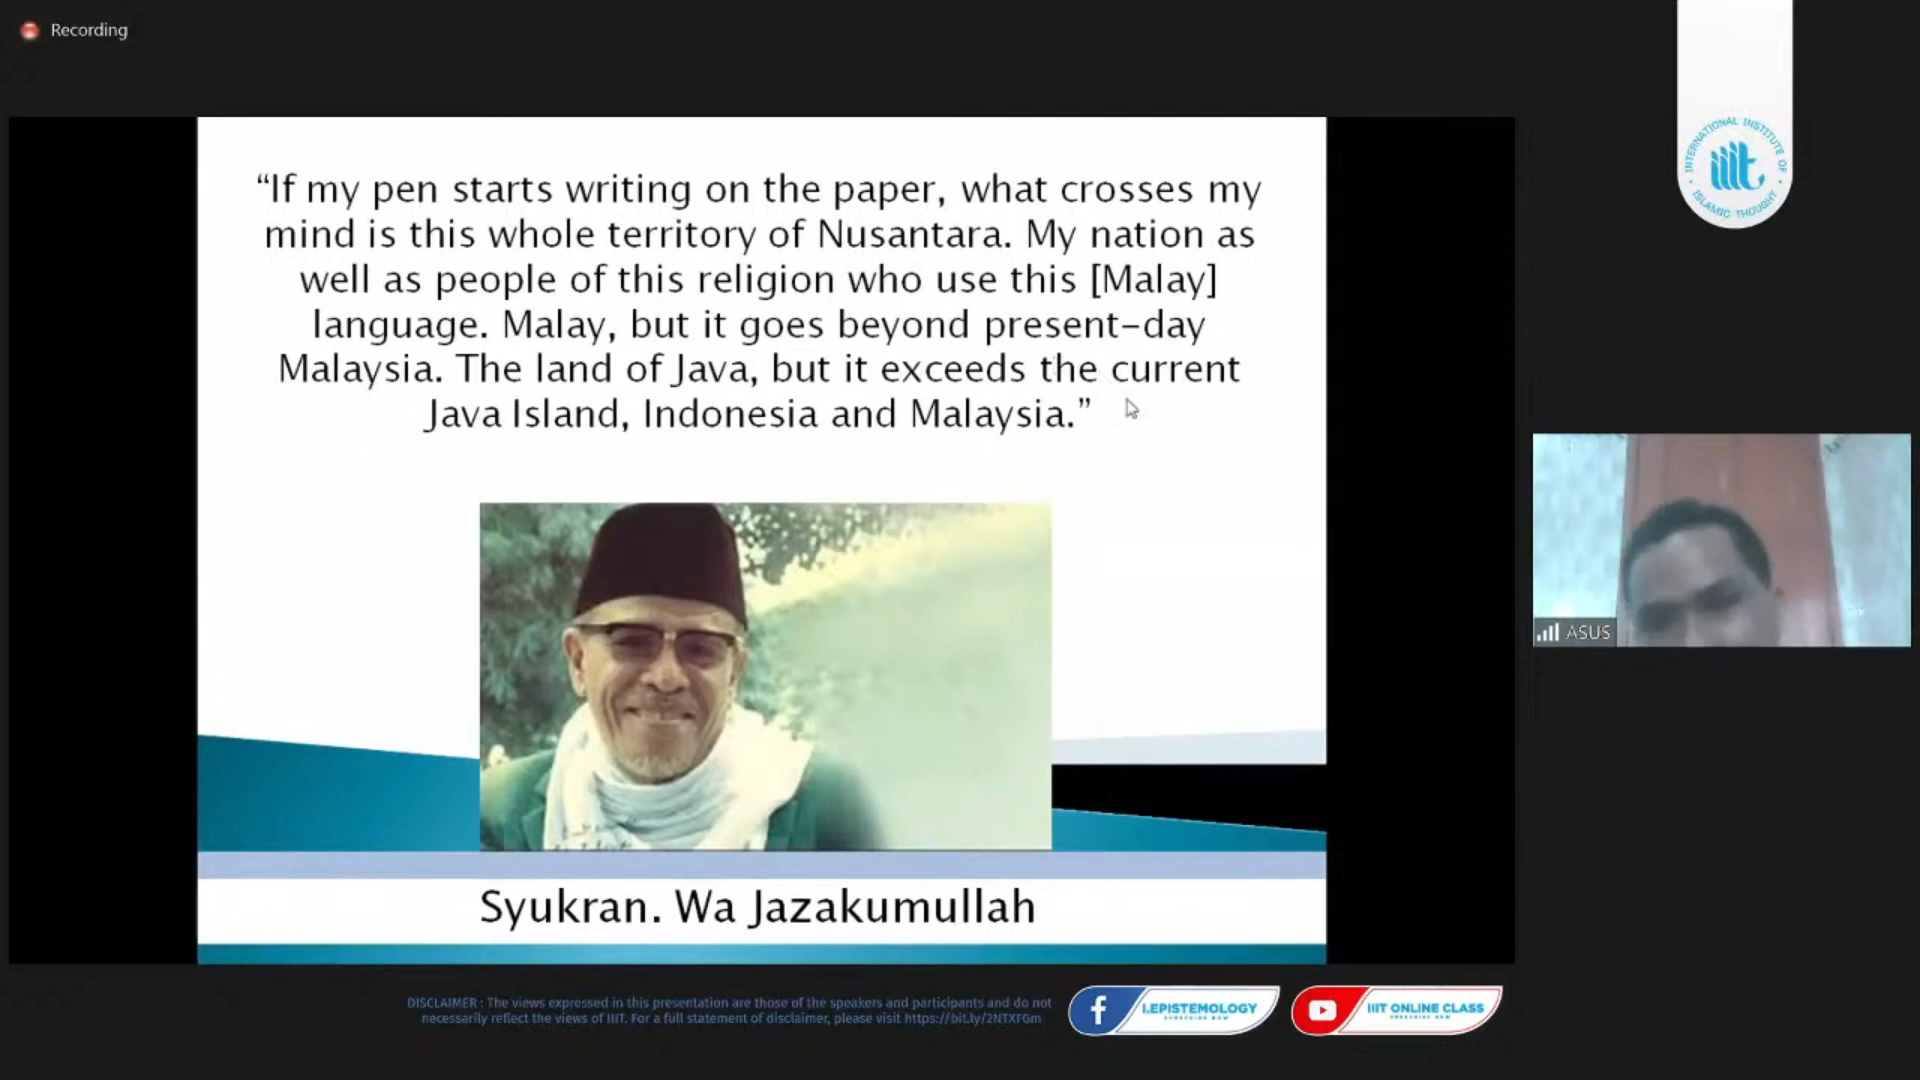 Recording
INTERNATIONAL INSTITUTE OF
iiit
ISLAMIC THOUGHT
“If my pen starts writing on the paper, what crosses my
mind is this whole territory of Nusantara. My nation as
well as people of this religion who use this [Malay]
language. Malay, but it goes beyond present-day
Malaysia. The land of Java, but it exceeds the current
Java Island, Indonesia and Malaysia.”
ASUS
Syukran. Wa Jazakumullah
DISCLAIMER : The views expressed in this presentation are those of the speakers and participants and do not
necessarily reflect the views of IIIT. For a full statement of disclaimer, please visit https://bit.ly/2NTXFGm
I.EPISTEMOLOGY
SUBSCRIBE NOW
IIIT ONLINE CLASS
SUBSCRIBE NOW